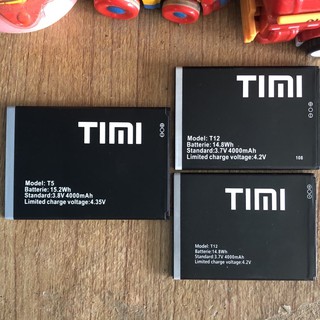 TIMI
Model: T5
Batterie: 15.2Wh
Standard:3.8V 4000mAh
Limited charge voltage:4.35V
TIMI
Model: T12
Batterie: 14.8Wh
Standard:3.7V 4000mAh
Limited charge voltage:4.2V
TIMI
Model: T12
Batterie: 14.8Wh
Standard:3.7V 4000mAh
Limited charge voltage:4.2V